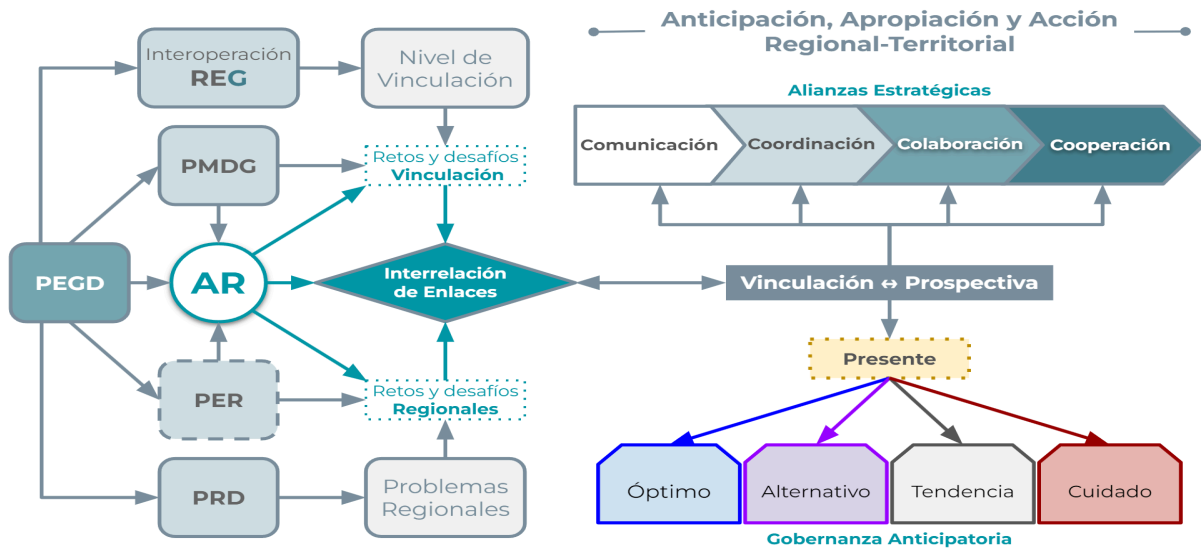 Anticipación, Apropiación y Acción
Regional-Territorial
Interoperación
REG
Nivel de
Vinculación
PMDG
Retos y desafíos
Vinculación
PEGD
AR
Interrelación
de Enlaces
PER
Retos y desafíos
Regionales
PRD
Problemas
Regionales
Alianzas Estratégicas
Comunicación
Coordinación
Colaboración
Cooperación
Vinculación ↔ Prospectiva
Presente
Óptimo
Alternativo
Tendencia
Cuidado
Gobernanza Anticipatoria